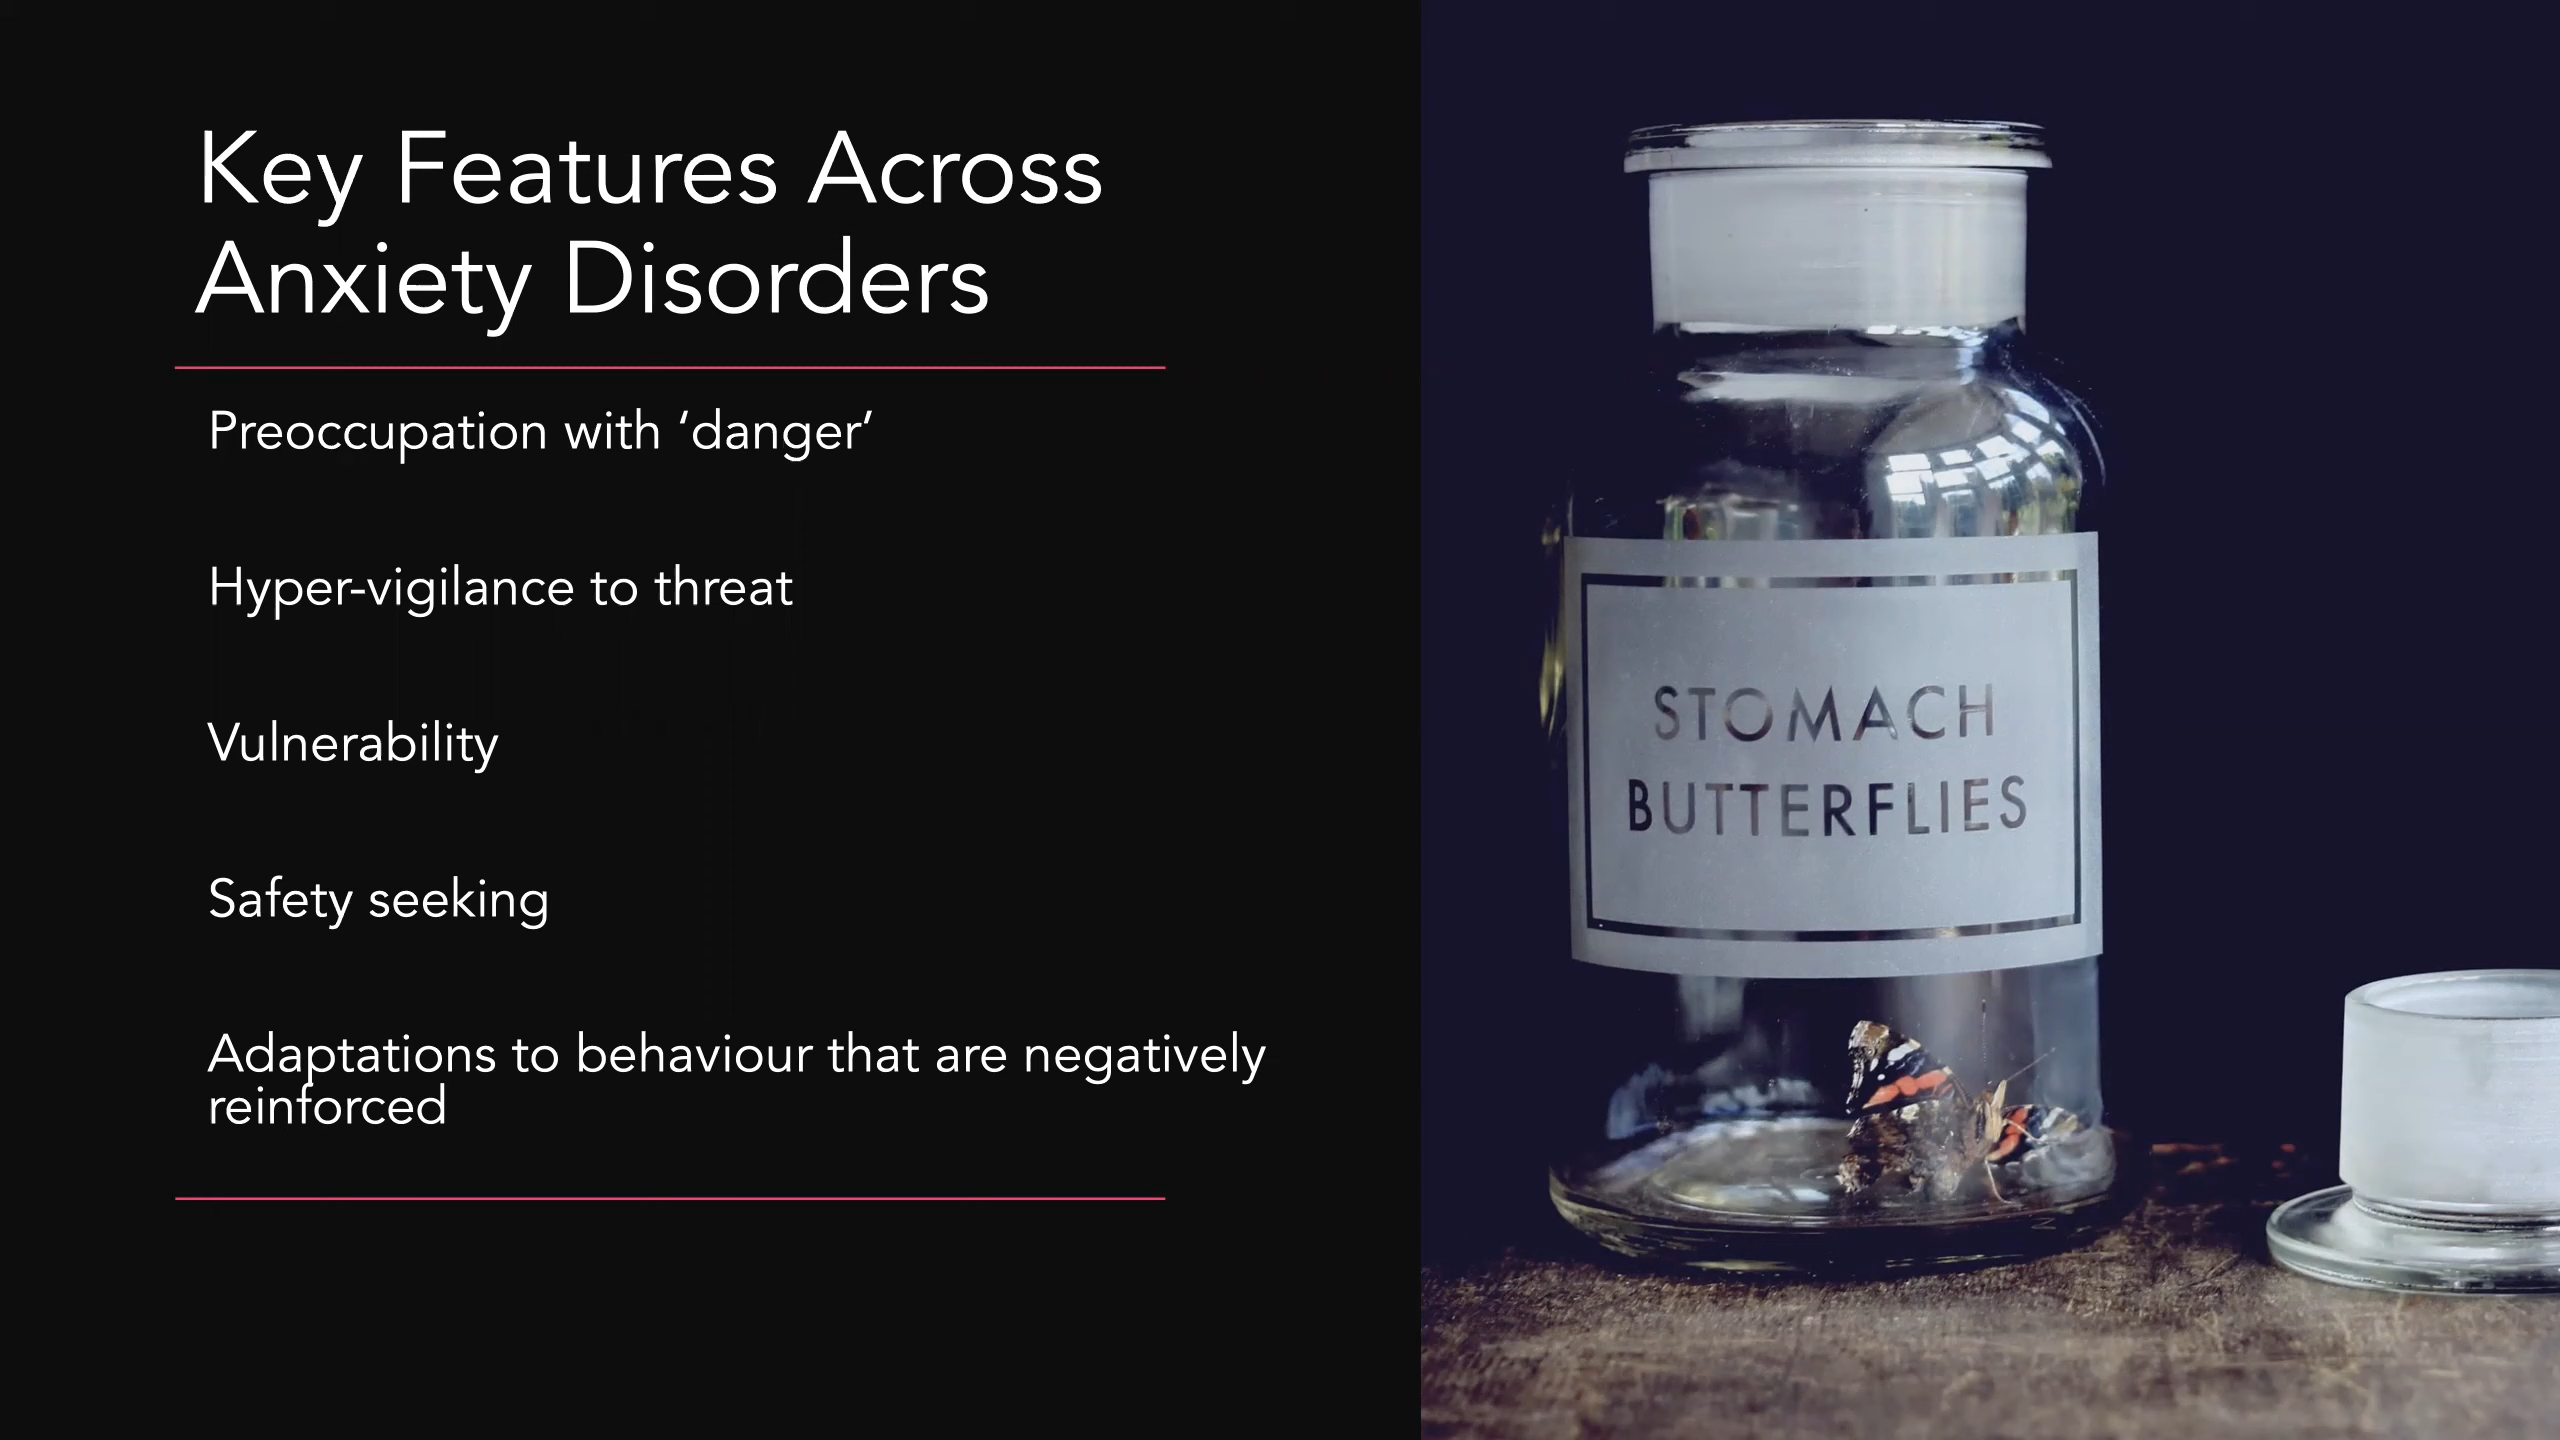 Key Features Across
Anxiety Disorders
Preoccupation with ‘danger’
Hyper-vigilance to threat
Vulnerability
Safety seeking
Adaptations to behaviour that are negatively
reinforced
STOMACH
BUTTERFLIES